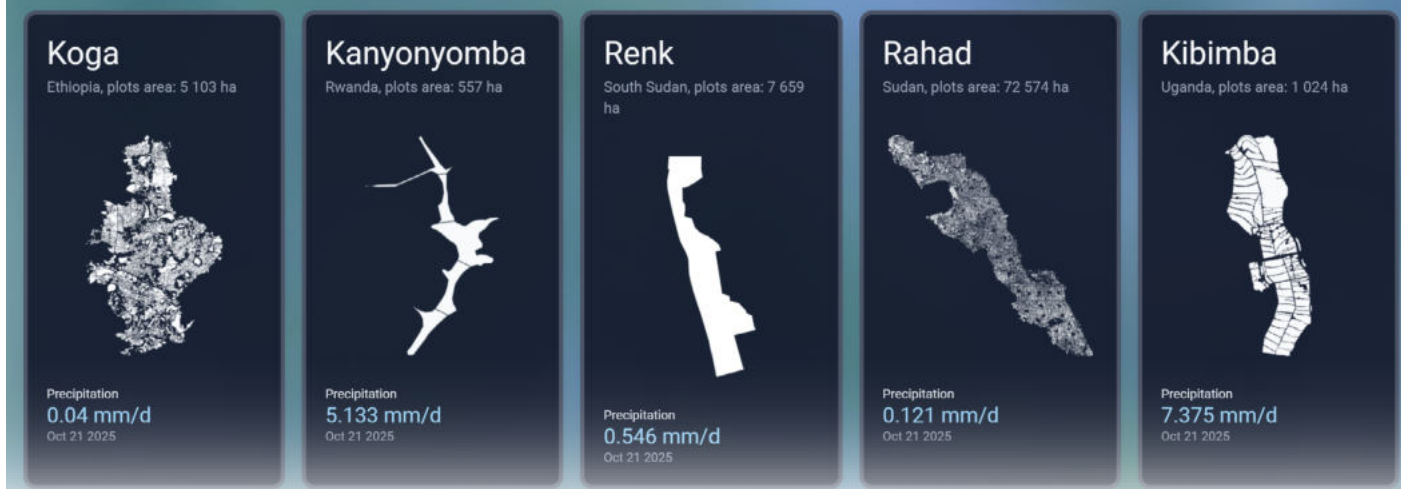 Koga
Ethiopia, plots area: 5 103 ha
Precipitation
0.04 mm/d
Oct 21 2025
Kanyonyomba
Rwanda, plots area: 557 ha
Precipitation
5.133 mm/d
Oct 21 2025
Renk
South Sudan, plots area: 7 659
ha
Precipitation
0.546 mm/d
Oct 21 2025
Rahad
Sudan, plots area: 72 574 ha
Precipitation
0.121 mm/d
Oct 21 2025
Kibimba
Uganda, plots area: 1 024 ha
Precipitation
7.375 mm/d
Oct 21 2025